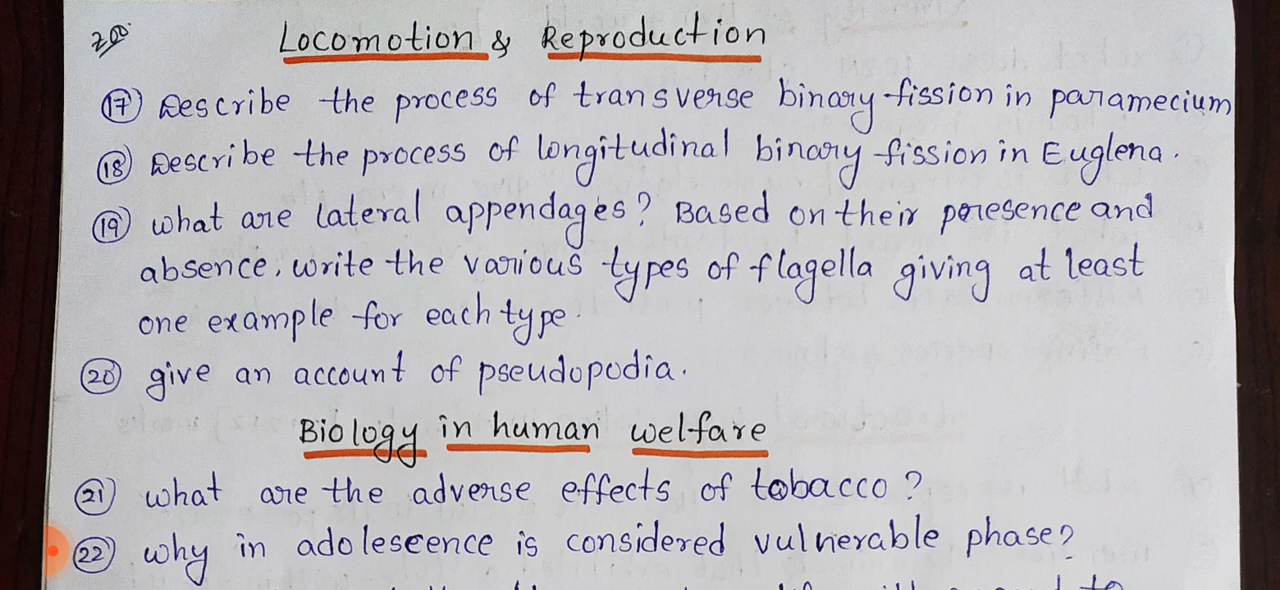 Zoo
Locomotion & Reproduction
17) Describe the process of transverse binary fission in paramecium
18) Describe the process of longitudinal binary fission in Euglena.
19) what are lateral appendages? Based on their presence and
absence, write the various types of flagella giving at least
one example for each type.
20) give an account of pseudopodia.
Biology in human welfare
21) what are the adverse effects of tobacco?
22) why in adolescence is considered vulnerable phase?